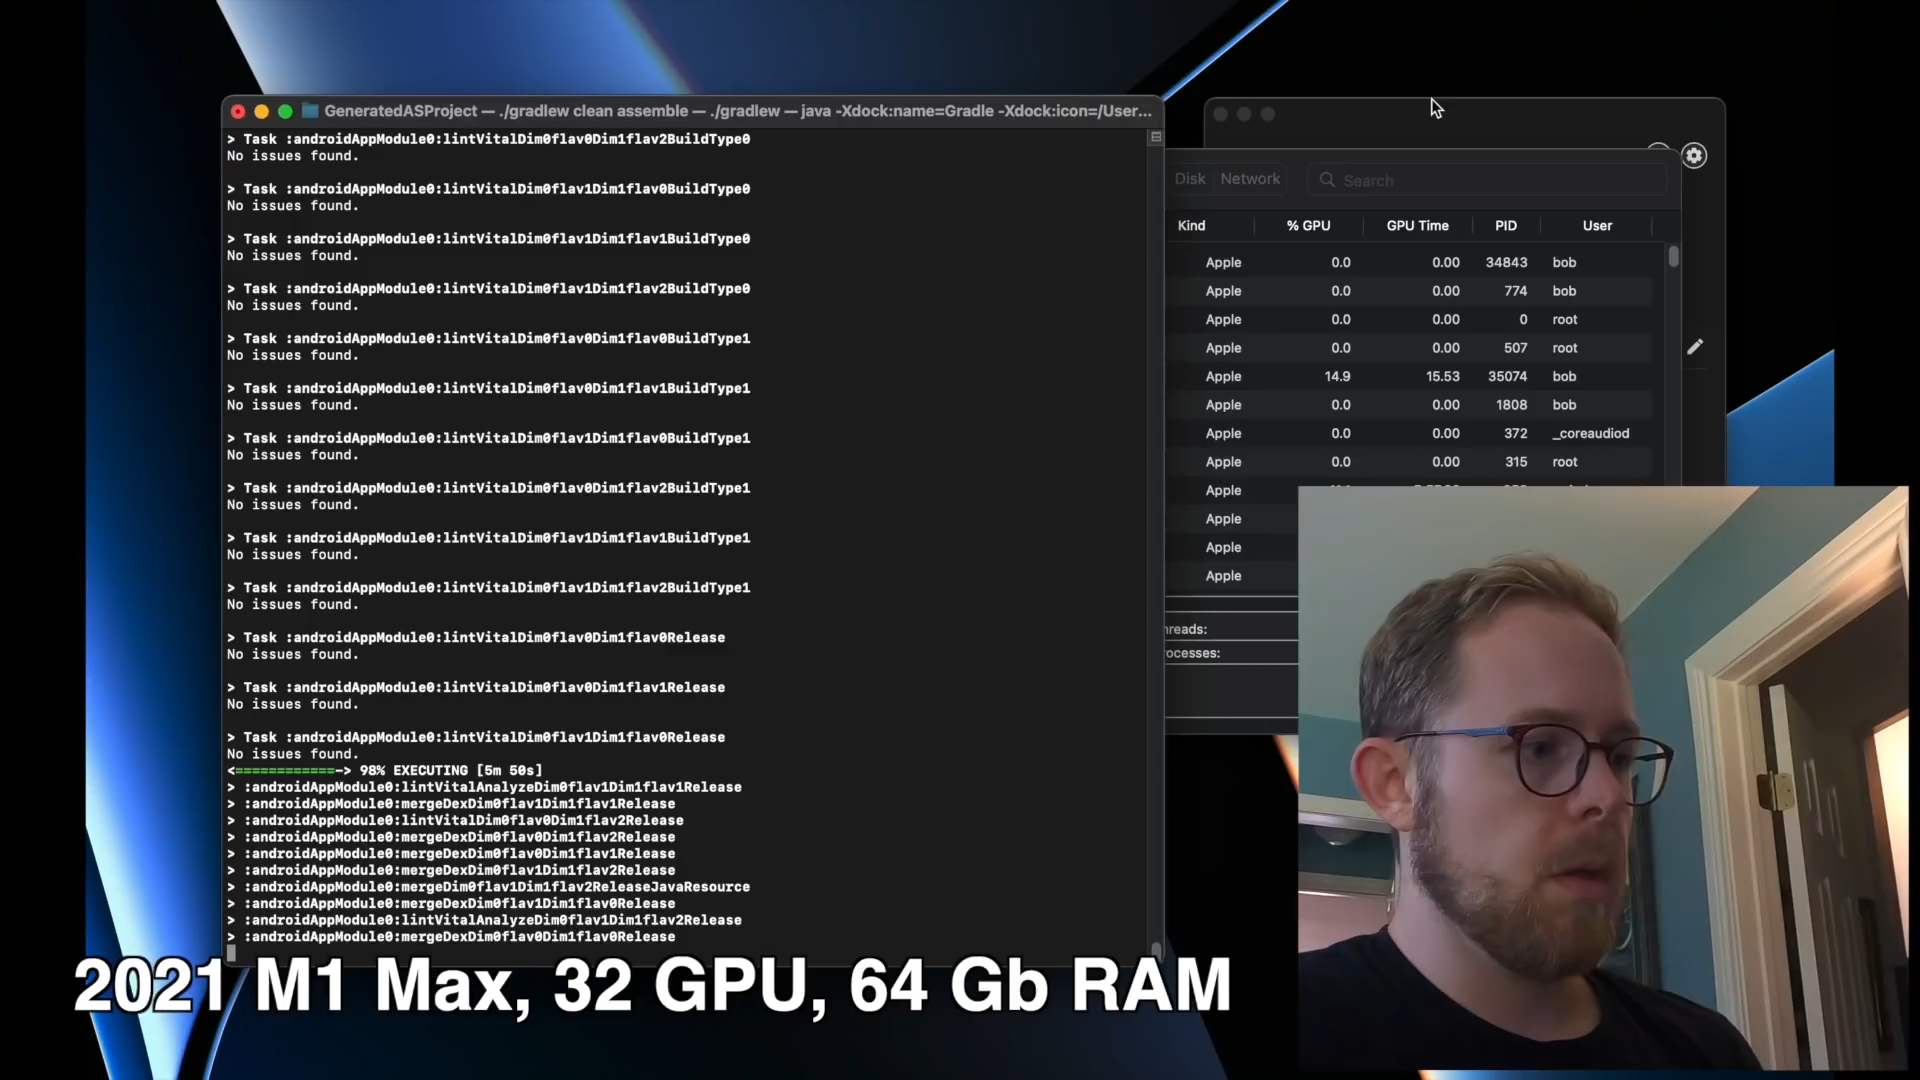 GeneratedASProject — ./gradlew clean assemble — ./gradlew — java -Xdock:name=Gradle -Xdock:icon=/User...
> Task :androidAppModule0:lintVitalDim0flav0Dim1flav2BuildType0
No issues found.
> Task :androidAppModule0:lintVitalDim0flav1Dim1flav0BuildType0
No issues found.
> Task :androidAppModule0:lintVitalDim0flav1Dim1flav1BuildType0
No issues found.
> Task :androidAppModule0:lintVitalDim0flav1Dim1flav2BuildType0
No issues found.
> Task :androidAppModule0:lintVitalDim0flav0Dim1flav0BuildType1
No issues found.
> Task :androidAppModule0:lintVitalDim0flav0Dim1flav1BuildType1
No issues found.
> Task :androidAppModule0:lintVitalDim0flav1Dim1flav0BuildType1
No issues found.
> Task :androidAppModule0:lintVitalDim0flav0Dim1flav2BuildType1
No issues found.
> Task :androidAppModule0:lintVitalDim0flav1Dim1flav1BuildType1
No issues found.
> Task :androidAppModule0:lintVitalDim0flav1Dim1flav2BuildType1
No issues found.
> Task :androidAppModule0:lintVitalDim0flav0Dim1flav0Release
No issues found.
> Task :androidAppModule0:lintVitalDim0flav0Dim1flav1Release
No issues found.
> Task :androidAppModule0:lintVitalDim0flav1Dim1flav0Release
No issues found.
<============-> 98% EXECUTING [5m 50s]
> :androidAppModule0:lintVitalAnalyzeDim0flav1Dim1flav1Release
> :androidAppModule0:mergeDexDim0flav1Dim1flav1Release
> :androidAppModule0:lintVitalDim0flav0Dim1flav2Release
> :androidAppModule0:mergeDexDim0flav0Dim1flav2Release
> :androidAppModule0:mergeDexDim0flav0Dim1flav1Release
> :androidAppModule0:mergeDexDim0flav1Dim1flav2Release
> :androidAppModule0:mergeDim0flav1Dim1flav2ReleaseJavaResource
> :androidAppModule0:mergeDexDim0flav1Dim1flav0Release
> :androidAppModule0:lintVitalAnalyzeDim0flav1Dim1flav2Release
> :androidAppModule0:mergeDexDim0flav0Dim1flav0Release
Disk Network Search
Kind % GPU GPU Time PID User
Apple 0.0 0.00 34843 bob
Apple 0.0 0.00 774 bob
Apple 0.0 0.00 0 root
Apple 0.0 0.00 507 root
Apple 14.9 15.53 35074 bob
Apple 0.0 0.00 1808 bob
Apple 0.0 0.00 372 _coreaudiod
Apple 0.0 0.00 315 root
Apple
Apple
Apple
Apple
hreads:
ocesses:
2021 M1 Max, 32 GPU, 64 Gb RAM